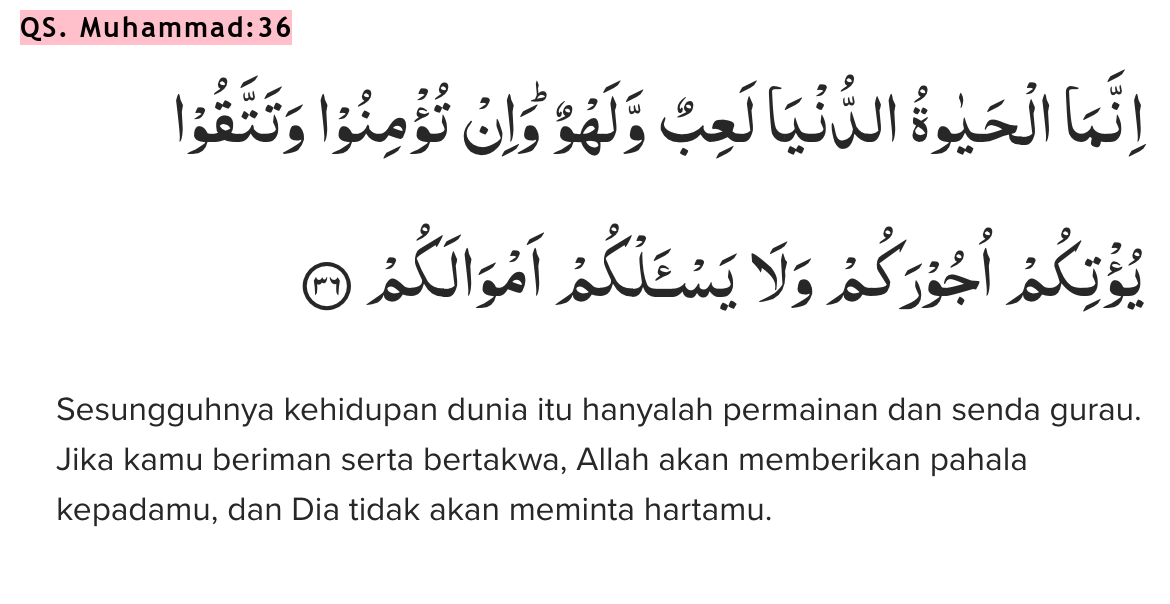 QS. Muhammad:36
اِنَّمَا الْحَيٰوةُ الدُّنْيَا لَعِبٌ وَّلَهْوٌ ۗوَاِنْ تُؤْمِنُوْا وَتَتَّقُوْا
يُؤْتِكُمْ اُجُوْرَكُمْ وَلَا يَسْـَٔلْكُمْ اَمْوَالَكُمْ ٣٦
Sesungguhnya kehidupan dunia itu hanyalah permainan dan senda gurau.
Jika kamu beriman serta bertakwa, Allah akan memberikan pahala
kepadamu, dan Dia tidak akan meminta hartamu.